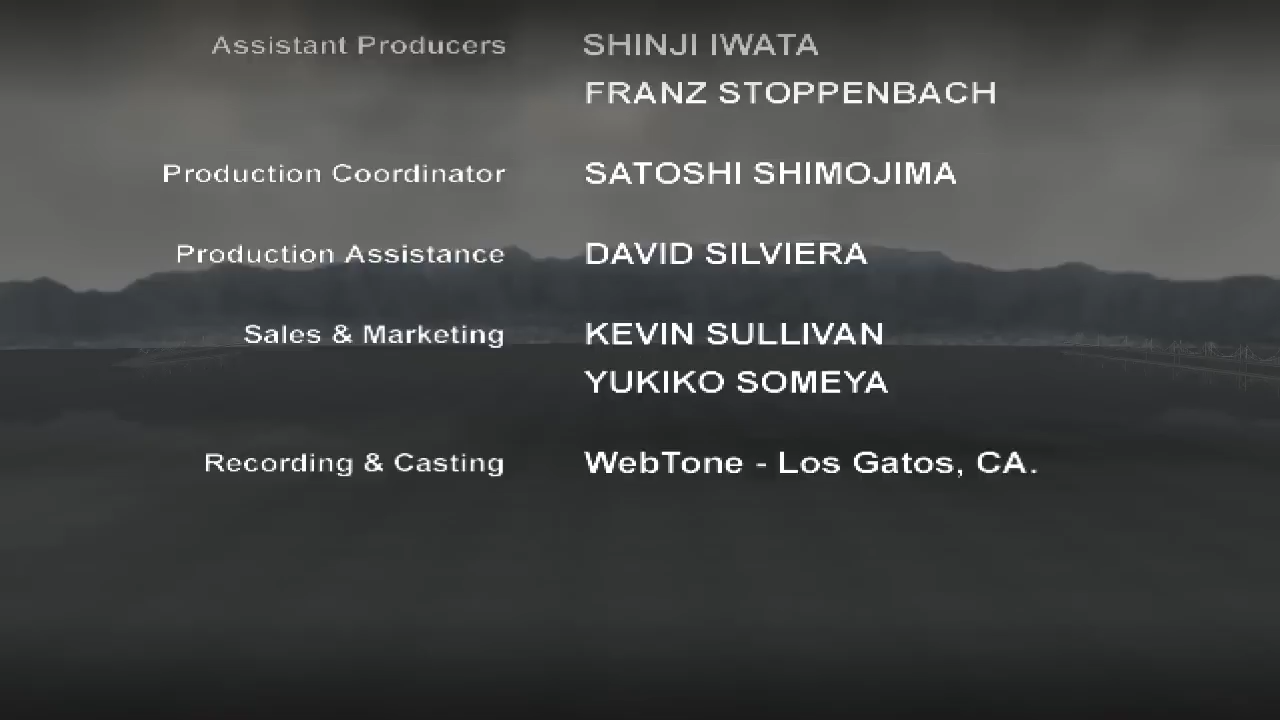 Assistant Producers SHINJI IWATA
FRANZ STOPPENBACH
Production Coordinator SATOSHI SHIMOJIMA
Production Assistance DAVID SILVIERA
Sales & Marketing KEVIN SULLIVAN
YUKIKO SOMEYA
Recording & Casting WebTone - Los Gatos, CA.